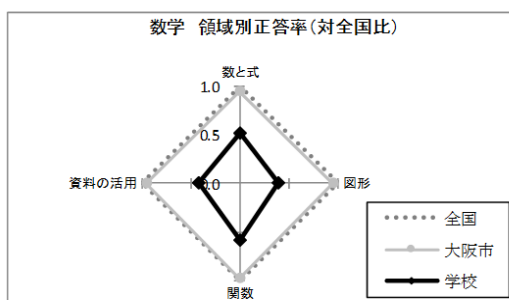 数学 領域別正答率(対全国比)
数と式
1.0
0.5
0.0
資料の活用
図形
関数
全国
大阪市
学校